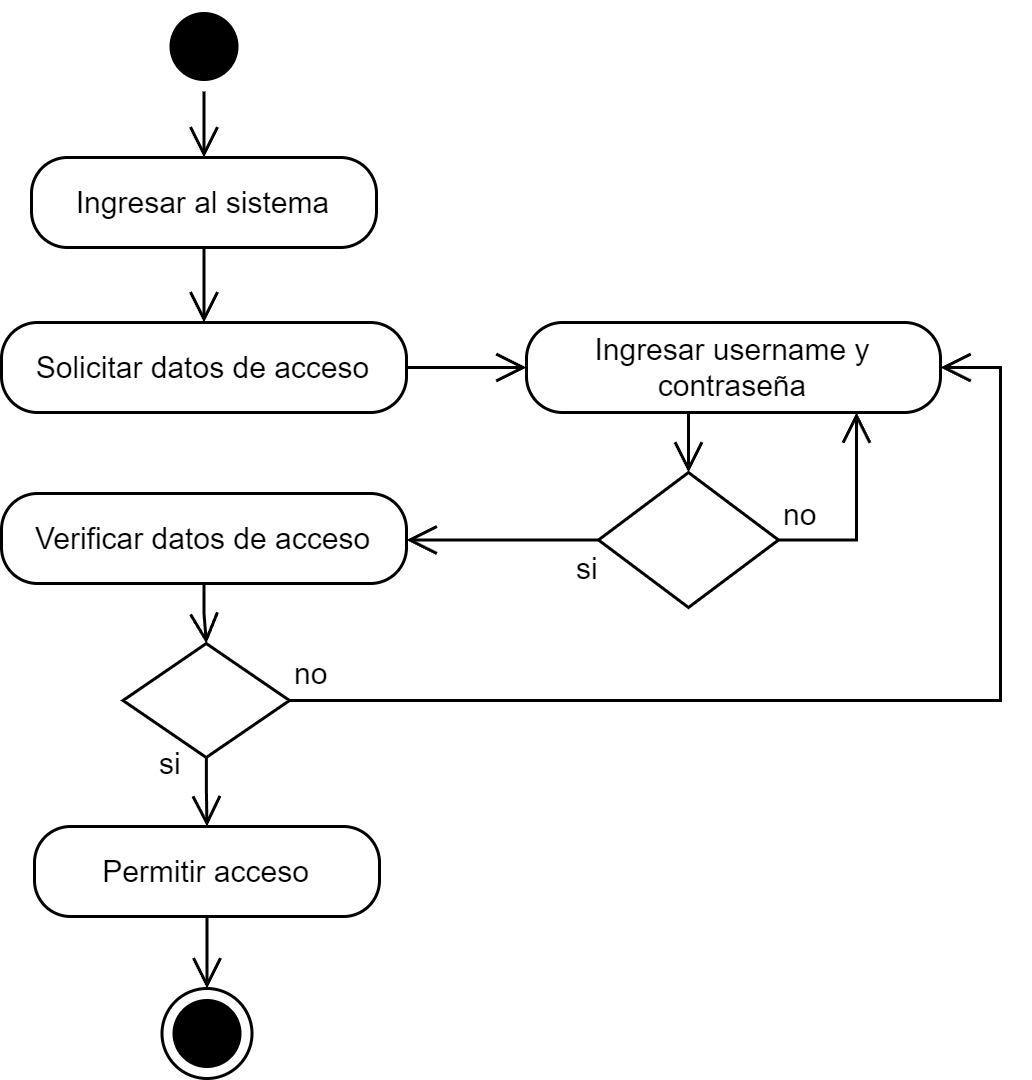 Ingresar al sistema
Solicitar datos de acceso
Ingresar username y
contraseña
no
si
Verificar datos de acceso
no
si
Permitir acceso